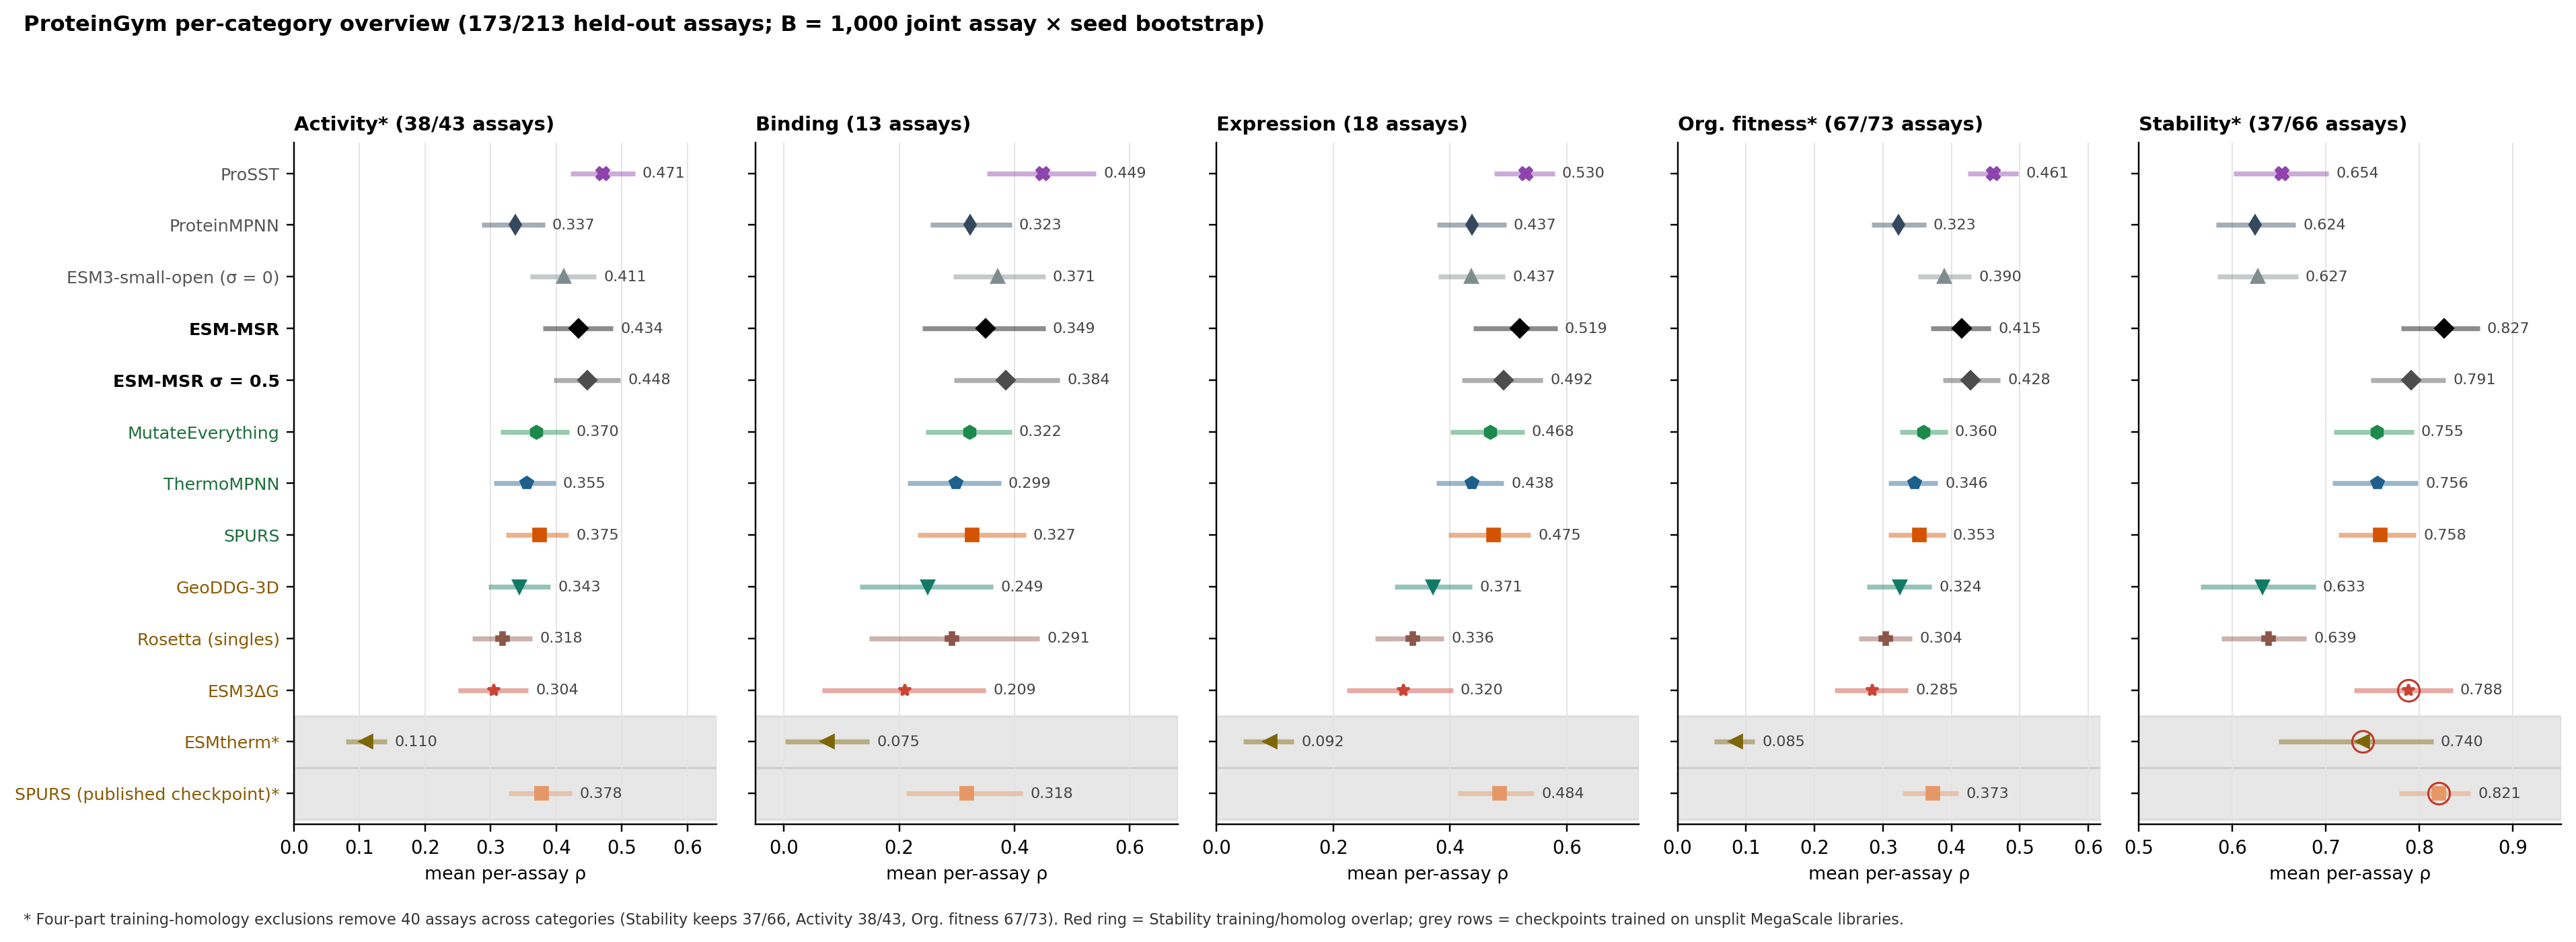 ProteinGym per-category overview (173/213 held-out assays; B = 1,000 joint assay × seed bootstrap)
Activity* (38/43 assays)
Binding (13 assays)
Expression (18 assays)
Org. fitness* (67/73 assays)
Stability* (37/66 assays)
ProSST 0.471 0.449 0.530 0.461 0.654
ProteinMPNN 0.337 0.323 0.437 0.323 0.624
ESM3-small-open (σ = 0) 0.411 0.371 0.437 0.390 0.627
ESM-MSR 0.434 0.349 0.519 0.415 0.827
ESM-MSR σ = 0.5 0.448 0.384 0.492 0.428 0.791
MutateEverything 0.370 0.322 0.468 0.360 0.755
ThermoMPNN 0.355 0.299 0.438 0.346 0.756
SPURS 0.375 0.327 0.475 0.353 0.758
GeoDDG-3D 0.343 0.249 0.371 0.324 0.633
Rosetta (singles) 0.318 0.291 0.336 0.304 0.639
ESM3ΔG 0.304 0.209 0.320 0.285 0.788
ESMtherm* 0.110 0.075 0.092 0.085 0.740
SPURS (published checkpoint)* 0.378 0.318 0.484 0.373 0.821
0.0 0.1 0.2 0.3 0.4 0.5 0.6
0.0 0.2 0.4 0.6
0.0 0.2 0.4 0.6
0.0 0.1 0.2 0.3 0.4 0.5 0.6
0.5 0.6 0.7 0.8 0.9
mean per-assay ρ
mean per-assay ρ
mean per-assay ρ
mean per-assay ρ
mean per-assay ρ
* Four-part training-homology exclusions remove 40 assays across categories (Stability keeps 37/66, Activity 38/43, Org. fitness 67/73). Red ring = Stability training/homolog overlap; grey rows = checkpoints trained on unsplit MegaScale libraries.